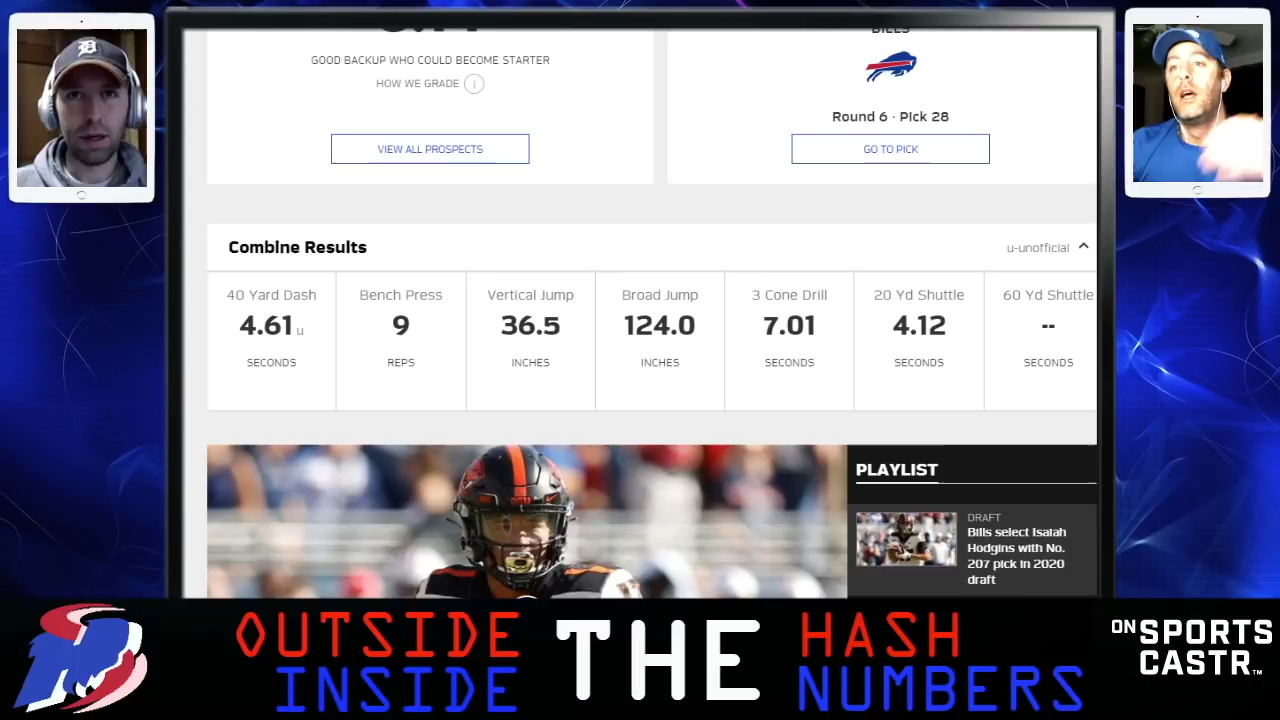 BILLS
GOOD BACKUP WHO COULD BECOME STARTER
HOW WE GRADE i
Round 6 · Pick 28
VIEW ALL PROSPECTS
GO TO PICK
Combine Results
u-unofficial
40 Yard Dash
Bench Press
Vertical Jump
Broad Jump
3 Cone Drill
20 Yd Shuttle
60 Yd Shuttle
4.61 u
9
36.5
124.0
7.01
4.12
--
SECONDS
REPS
INCHES
INCHES
SECONDS
SECONDS
SECONDS
PLAYLIST
DRAFT
Bills select Isaiah
Hodgins with No.
207 pick in 2020
draft
OUTSIDE THE HASH
INSIDE NUMBERS
ON SPORTS
CASTR™